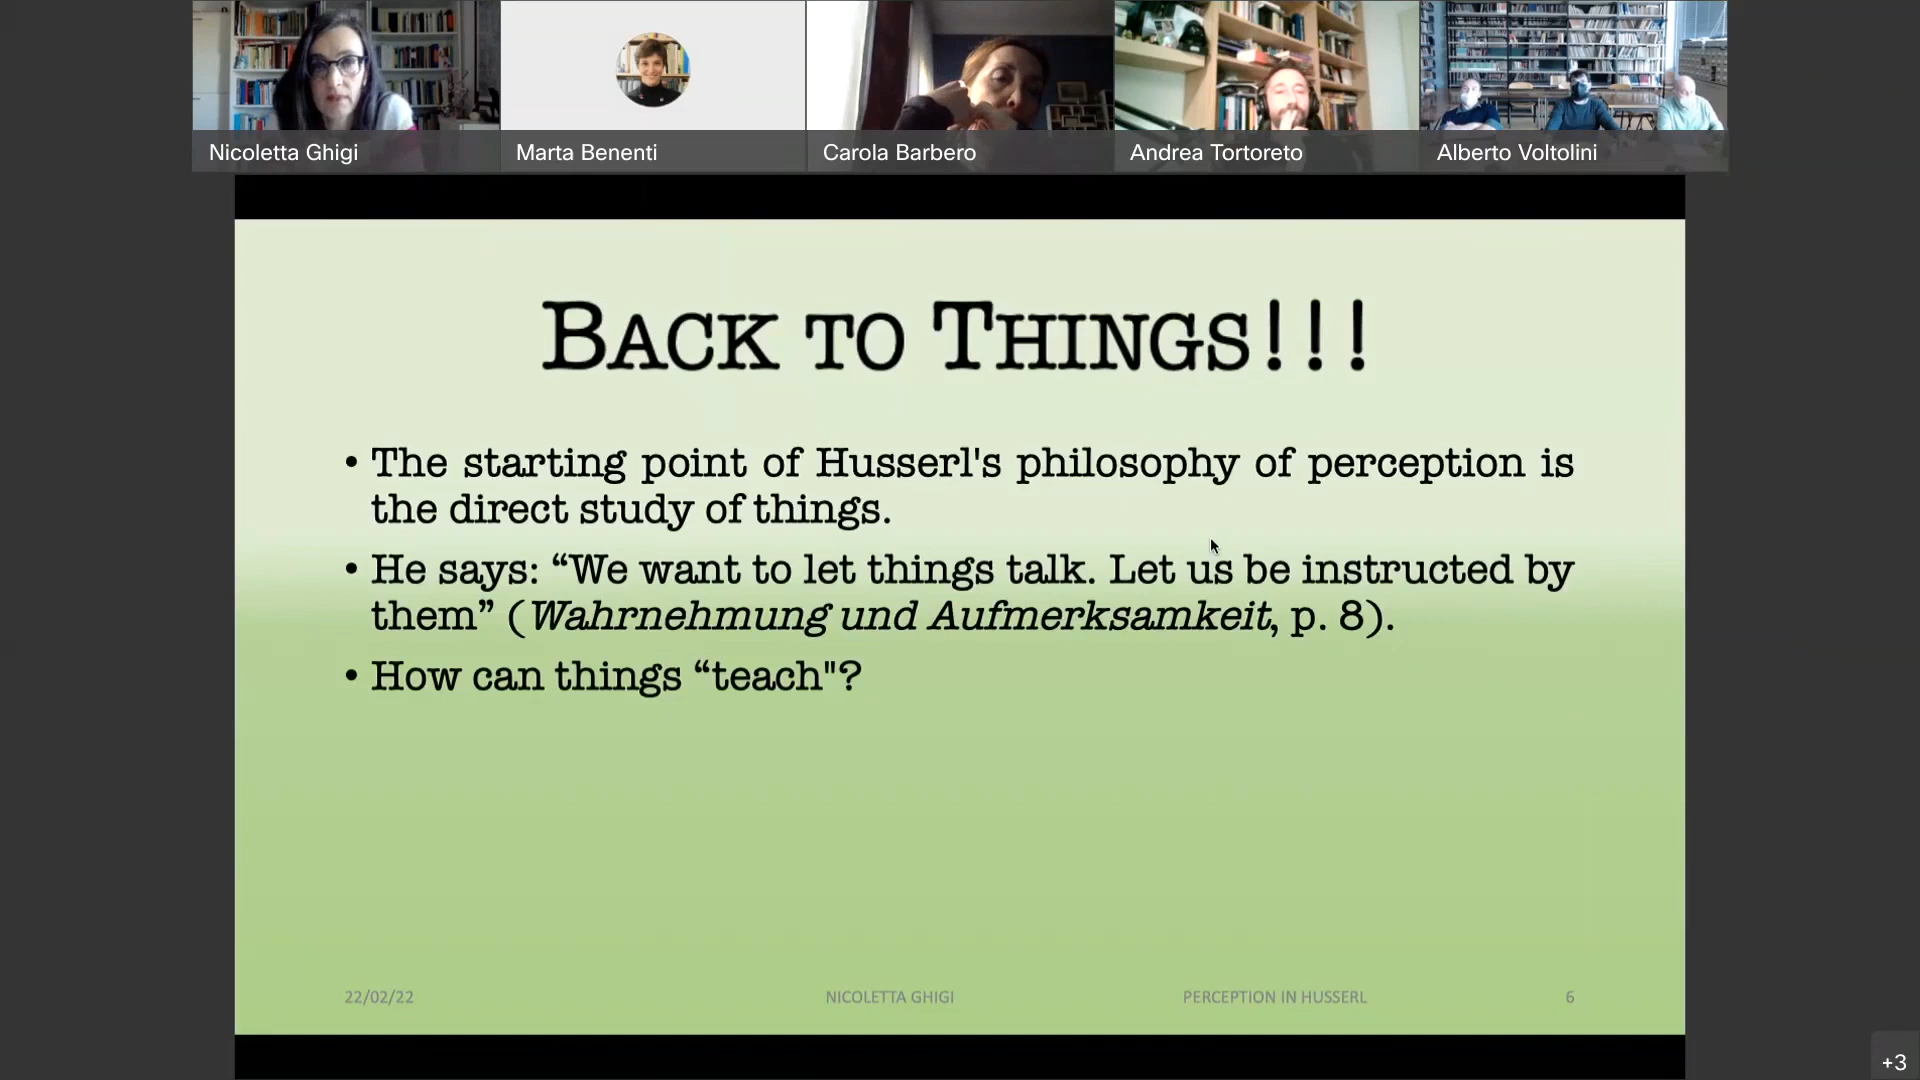 Nicoletta Ghigi
Marta Benenti
Carola Barbero
Andrea Tortoreto
Alberto Voltolini
BACK TO THINGS!!!
• The starting point of Husserl's philosophy of perception is
the direct study of things.
• He says: “We want to let things talk. Let us be instructed by
them” (Wahrnehmung und Aufmerksamkeit, p. 8).
• How can things “teach"?
22/02/22
NICOLETTA GHIGI
PERCEPTION IN HUSSERL
6
+3